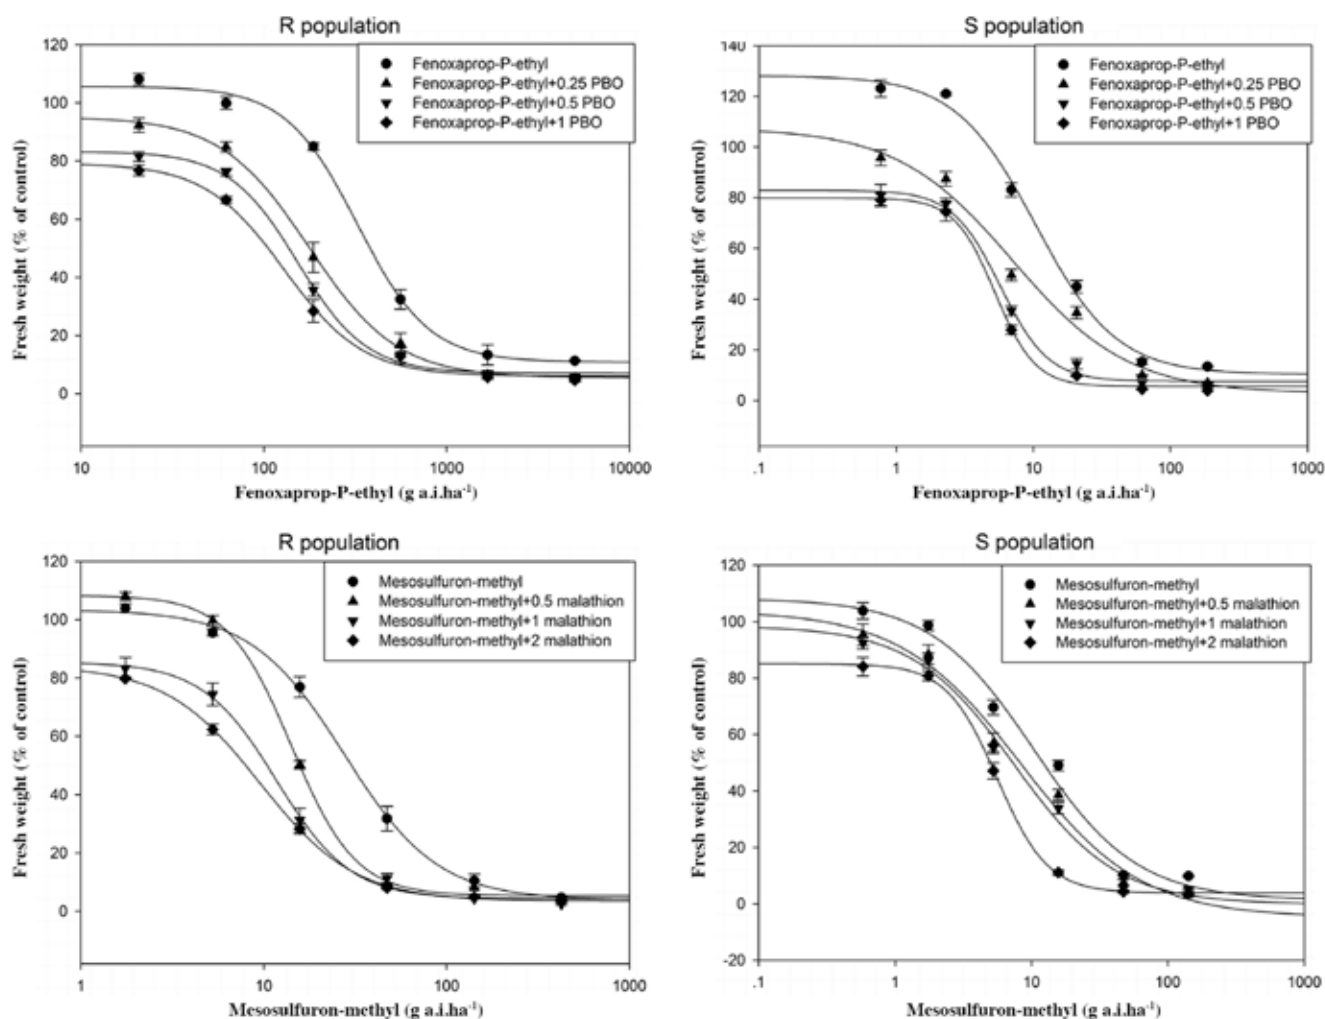 R population
Fenoxaprop-P-ethyl
Fenoxaprop-P-ethyl+0.25 PBO
Fenoxaprop-P-ethyl+0.5 PBO
Fenoxaprop-P-ethyl+1 PBO
120
100
80
60
40
20
0
Fresh weight (% of control)
10 100 1000 10000
Fenoxaprop-P-ethyl (g a.i.ha⁻¹)
S population
Fenoxaprop-P-ethyl
Fenoxaprop-P-ethyl+0.25 PBO
Fenoxaprop-P-ethyl+0.5 PBO
Fenoxaprop-P-ethyl+1 PBO
140
120
100
80
60
40
20
0
Fresh weight (% of control)
.1 1 10 100 1000
Fenoxaprop-P-ethyl (g a.i.ha⁻¹)
R population
Mesosulfuron-methyl
Mesosulfuron-methyl+0.5 malathion
Mesosulfuron-methyl+1 malathion
Mesosulfuron-methyl+2 malathion
120
100
80
60
40
20
0
Fresh weight (% of control)
1 10 100 1000
Mesosulfuron-methyl (g a.i.ha⁻¹)
S population
Mesosulfuron-methyl
Mesosulfuron-methyl+0.5 malathion
Mesosulfuron-methyl+1 malathion
Mesosulfuron-methyl+2 malathion
120
100
80
60
40
20
0
-20
Fresh weight (% of control)
.1 1 10 100 1000
Mesosulfuron-methyl (g a.i.ha⁻¹)